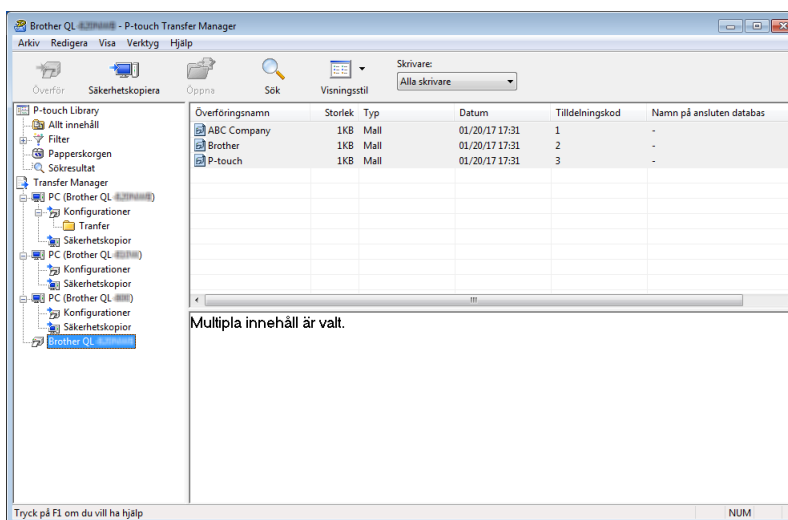 Brother QL - P-touch Transfer Manager
Arkiv Redigera Visa Verktyg Hjälp
Överför Säkerhetskopiera Öppna Sök Visningsstil
Skrivare:
Alla skrivare
P-touch Library
Allt innehåll
Filter
Papperskorgen
Sökresultat
Transfer Manager
PC (Brother QL )
Konfigurationer
Tranfer
Säkerhetskopior
PC (Brother QL )
Konfigurationer
Säkerhetskopior
PC (Brother QL )
Konfigurationer
Säkerhetskopior
Brother QL
Överföringsnamn Storlek Typ Datum Tilldelningskod Namn på ansluten databas
ABC Company 1KB Mall 01/20/17 17:31 1 -
Brother 1KB Mall 01/20/17 17:31 2 -
P-touch 1KB Mall 01/20/17 17:31 3 -
Multipla innehåll är valt.
Tryck på F1 om du vill ha hjälp
NUM